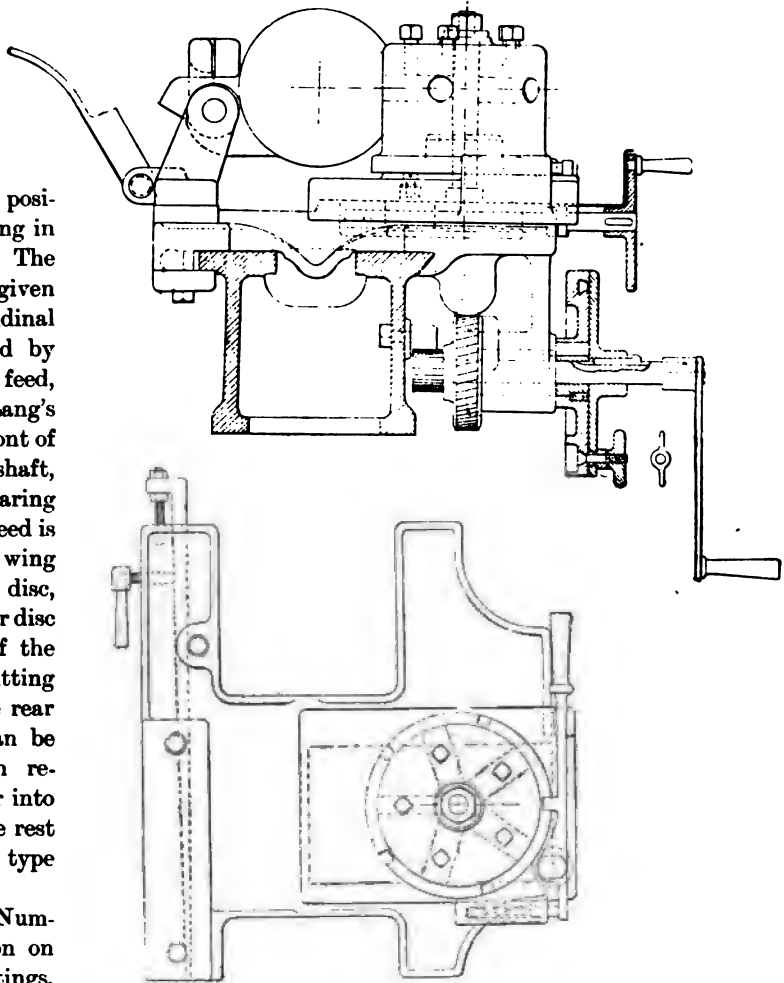 posi-
ng in
The
given
dinal
d by
feed,
ang's
ont of
shaft,
aring
eed is
wing
disc,
r disc
f the
tting
rear
an be
n re-
r into
e rest
type
Num-
on on
tings.